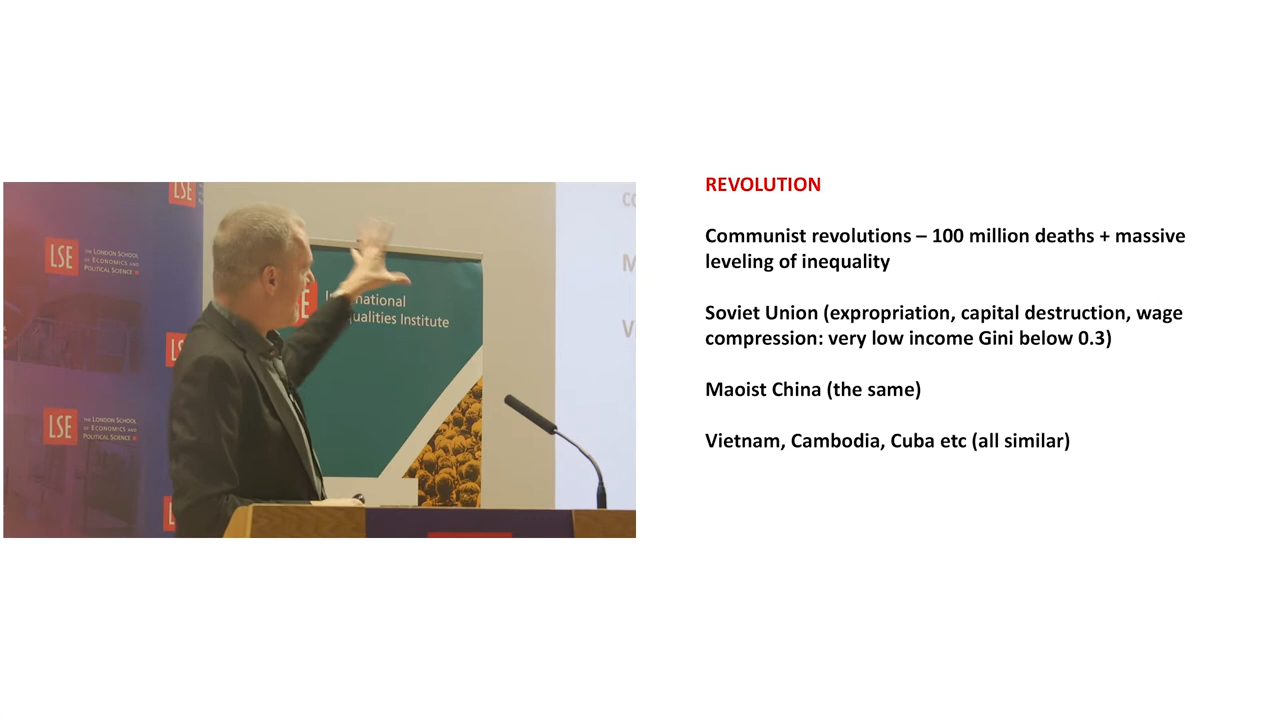 LSE
LSE
THE LONDON SCHOOL
OF ECONOMICS AND
POLITICAL SCIENCE
International
Inequalities Institute
LSE
THE LONDON SCHOOL
OF ECONOMICS AND
POLITICAL SCIENCE
REVOLUTION
Communist revolutions – 100 million deaths + massive
leveling of inequality
Soviet Union (expropriation, capital destruction, wage
compression: very low income Gini below 0.3)
Maoist China (the same)
Vietnam, Cambodia, Cuba etc (all similar)